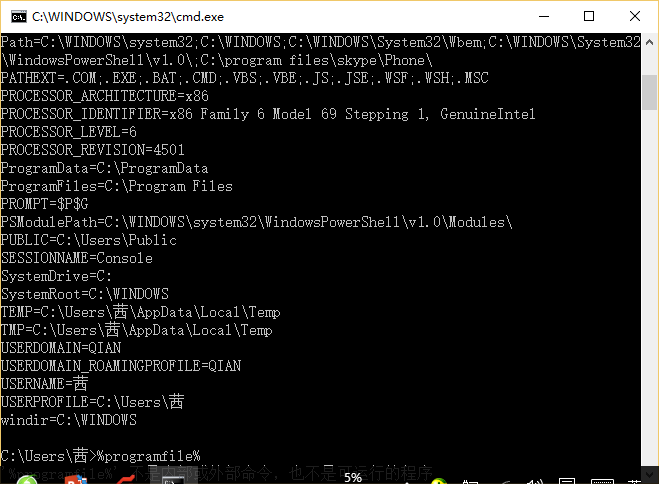 C:\WINDOWS\system32\cmd.exe
Path=C:\WINDOWS\system32;C:\WINDOWS;C:\WINDOWS\System32\Wbem;C:\WINDOWS\System32
\WindowsPowerShell\v1.0\;C:\program files\skype\Phone\
PATHEXT=.COM;.EXE;.BAT;.CMD;.VBS;.VBE;.JS;.JSE;.WSF;.WSH;.MSC
PROCESSOR_ARCHITECTURE=x86
PROCESSOR_IDENTIFIER=x86 Family 6 Model 69 Stepping 1, GenuineIntel
PROCESSOR_LEVEL=6
PROCESSOR_REVISION=4501
ProgramData=C:\ProgramData
ProgramFiles=C:\Program Files
PROMPT=$P$G
PSModulePath=C:\WINDOWS\system32\WindowsPowerShell\v1.0\Modules\
PUBLIC=C:\Users\Public
SESSIONNAME=Console
SystemDrive=C:
SystemRoot=C:\WINDOWS
TEMP=C:\Users\茜\AppData\Local\Temp
TMP=C:\Users\茜\AppData\Local\Temp
USERDOMAIN=QIAN
USERDOMAIN_ROAMINGPROFILE=QIAN
USERNAME=茜
USERPROFILE=C:\Users\茜
windir=C:\WINDOWS
C:\Users\茜>%programfile%
'%programfile%' 不是内部或外部命令，也不是可运行的程序
5%